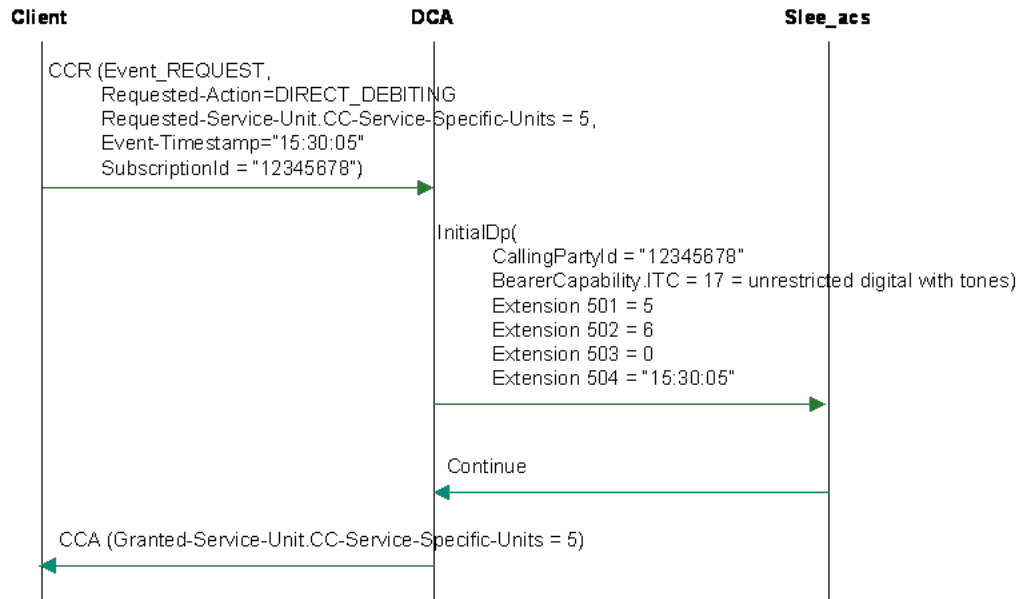 Client DCA Slee_acs
CCR (Event_REQUEST,
Requested-Action=DIRECT_DEBITING
Requested-Service-Unit.CC-Service-Specific-Units = 5,
Event-Timestamp="15:30:05"
SubscriptionId = "12345678")
InitialDp(
CallingPartyId = "12345678"
BearerCapability.ITC = 17 = unrestricted digital with tones)
Extension 501 = 5
Extension 502 = 6
Extension 503 = 0
Extension 504 = "15:30:05"
Continue
CCA (Granted-Service-Unit.CC-Service-Specific-Units = 5)